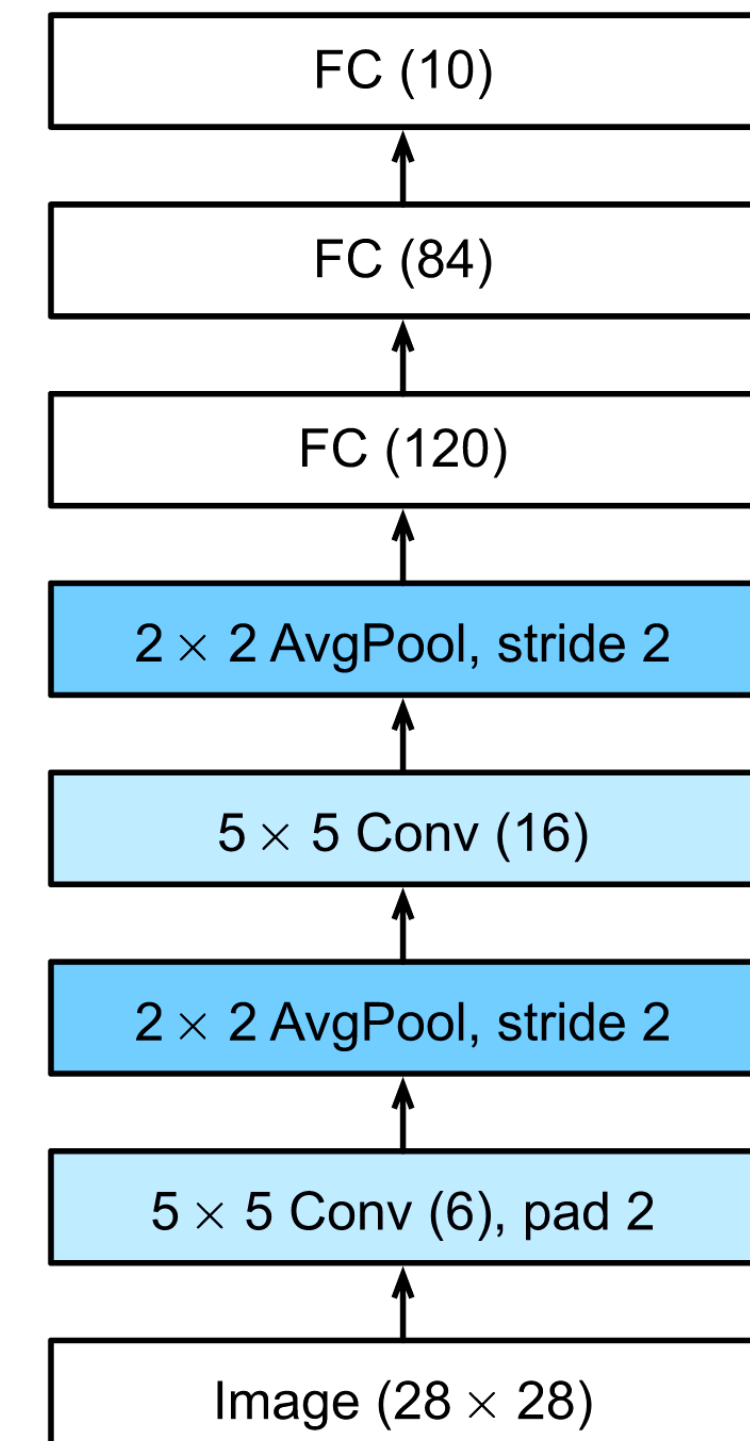 FC (10)
FC (84)
FC (120)
2 × 2 AvgPool, stride 2
5 × 5 Conv (16)
2 × 2 AvgPool, stride 2
5 × 5 Conv (6), pad 2
Image (28 × 28)